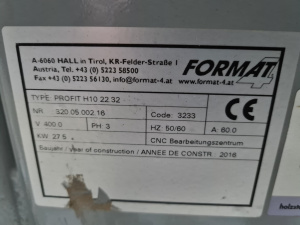 A-6060 HALL in Tirol, KR-Felder-Straße 1
Austria, Tel. +43 (0) 5223 58500
Fax +43 (0) 5223 56130, info@format-4.at
FORMAT 4
www.format-4.at
TYPE PROFIT H10 22.32
NR. 320.05.002.16 Code: 3233
V 400.0 PH 3 HZ 50/60 A: 60.0
KW 27.5 CNC Bearbeitungszentrum
Baujahr / year of construction / ANNEE DE CONSTR. 2016
CE
FORM